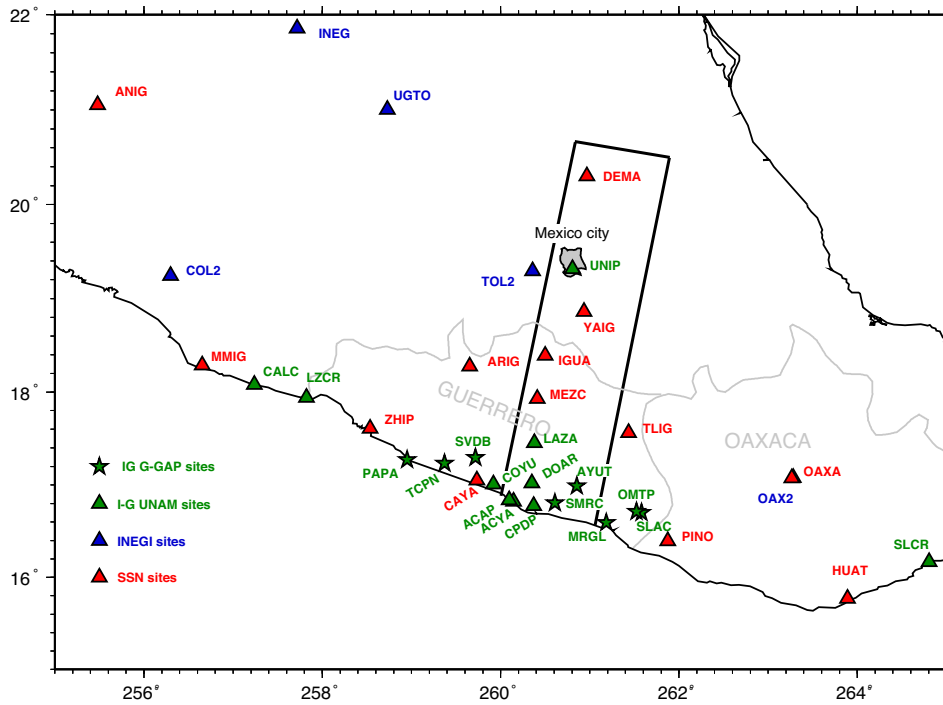 22°
INEG
ANIG
UGTO
DEMA
20°
Mexico city
UNIP
COL2
TOL2
YAIG
MMIG
IGUA
ARIG
CALC
LZCR
18°
MEZC
GUERRERO
ZHIP
TLIG
LAZA
OAXACA
SVDB
IG G-GAP sites
PAPA
TCPN
COYU
DOAR
AYUT
OAXA
CAYA
OMTP
OAX2
I-G UNAM sites
ACAP
ACYA
CPDP
SMRC
SLAC
MRGL
PINO
INEGI sites
SLCR
16°
SSN sites
HUAT
256°
258°
260°
262°
264°